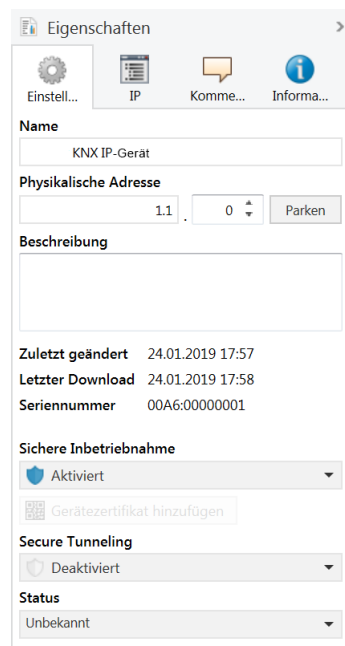 Eigenschaften
Einstell... IP Komme... Informa...
Name
KNX IP-Gerät
Physikalische Adresse
1.1 . 0 Parken
Beschreibung
Zuletzt geändert 24.01.2019 17:57
Letzter Download 24.01.2019 17:58
Seriennummer 00A6:00000001
Sichere Inbetriebnahme
Aktiviert
Gerätezertifikat hinzufügen
Secure Tunneling
Deaktiviert
Status
Unbekannt